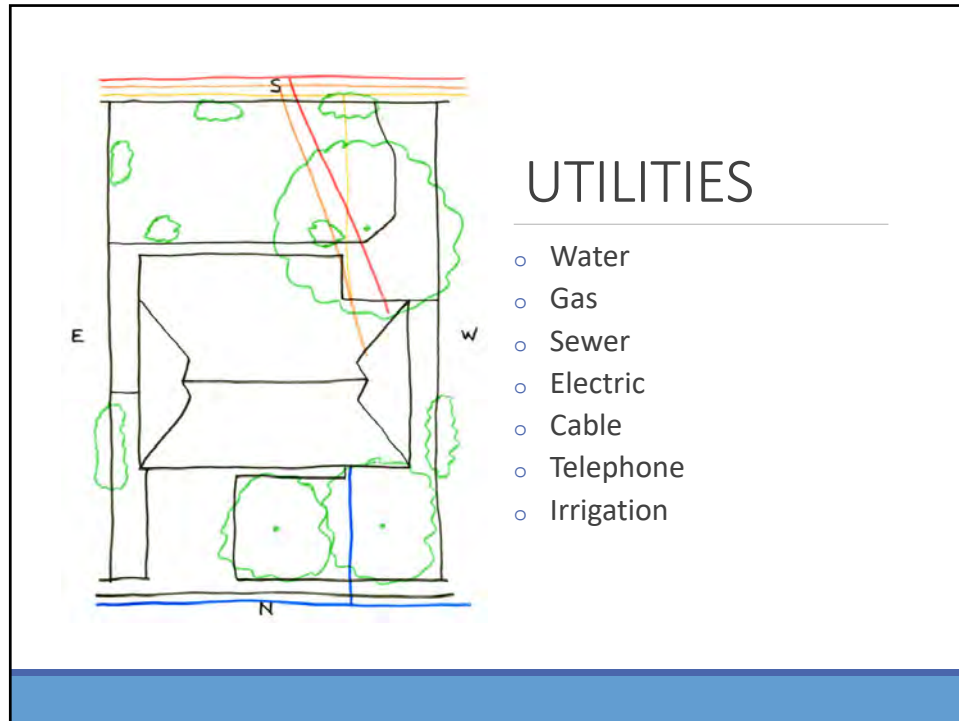 S
E
W
N
UTILITIES
Water
Gas
Sewer
Electric
Cable
Telephone
Irrigation